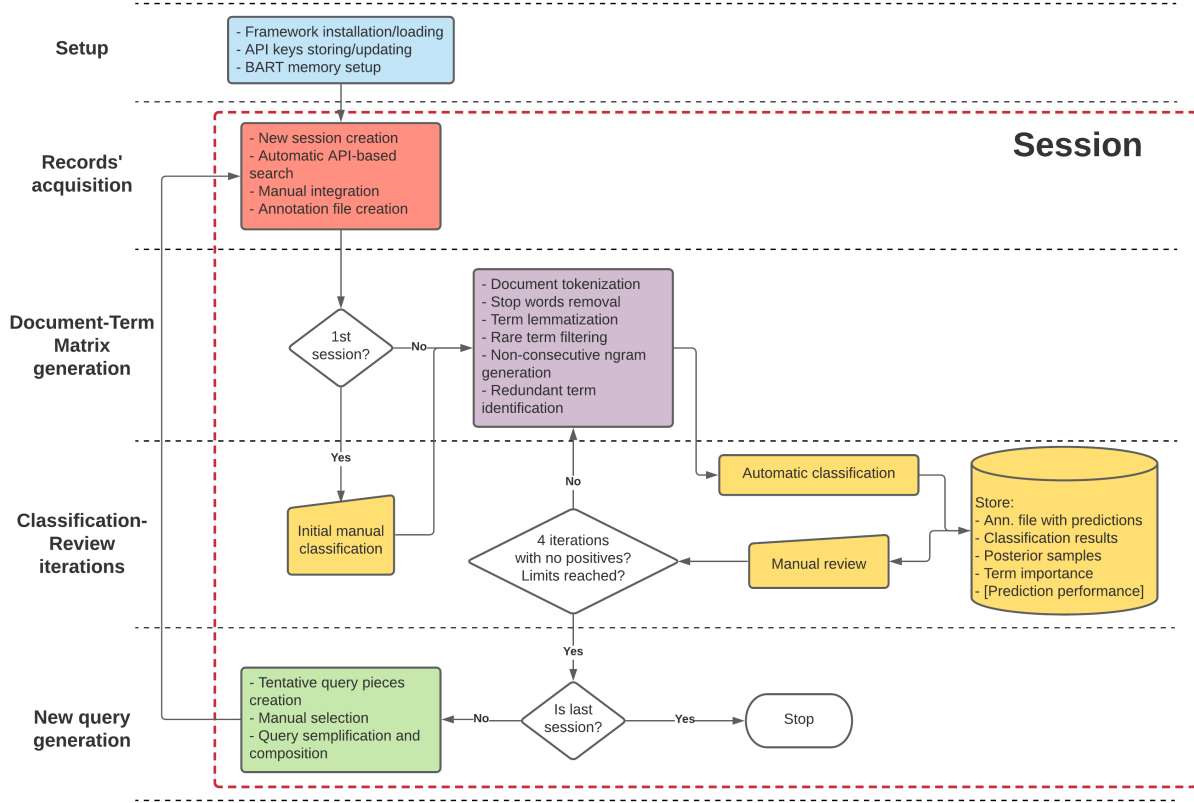 Setup
- Framework installation/loading
- API keys storing/updating
- BART memory setup
Session
Records'
acquisition
- New session creation
- Automatic API-based
search
- Manual integration
- Annotation file creation
Document-Term
Matrix
generation
1st
session?
No
- Document tokenization
- Stop words removal
- Term lemmatization
- Rare term filtering
- Non-consecutive ngram
generation
- Redundant term
identification
Yes
Classification-
Review
iterations
Initial manual
classification
No
4 iterations
with no positives?
Limits reached?
Automatic classification
Manual review
Store:
- Ann. file with predictions
- Classification results
- Posterior samples
- Term importance
- [Prediction performance]
Yes
New query
generation
- Tentative query pieces
creation
- Manual selection
- Query semplification and
composition
No
Is last
session?
Yes
Stop